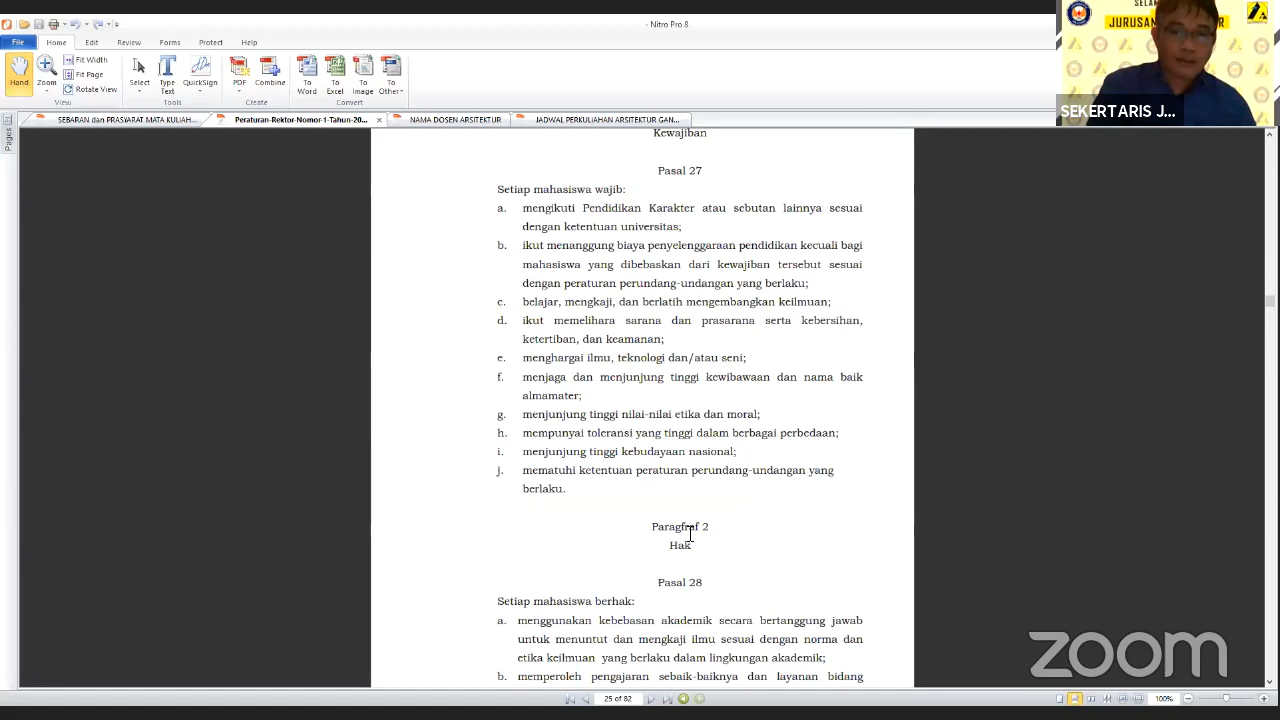 - Nitro Pro 8
File Home Edit Review Forms Protect Help
Hand
Zoom
Fit Width
Fit Page
Rotate View
View
Select
Type
Text
QuickSign
Tools
PDF
Combine
Create
To
Word
To
Excel
To
Image
To
Other
Convert
SEBARAN dan PRASYARAT MATA KULIAH...
Peraturan-Rektor-Nomor-1-Tahun-20...
NAMA DOSEN ARSITEKTUR
JADWAL PERKULIAHAN ARSITEKTUR GAN...
Pages
JURUSAN
SEKERTARIS J...
Kewajiban
Pasal 27
Setiap mahasiswa wajib:
a. mengikuti Pendidikan Karakter atau sebutan lainnya sesuai
dengan ketentuan universitas;
b. ikut menanggung biaya penyelenggaraan pendidikan kecuali bagi
mahasiswa yang dibebaskan dari kewajiban tersebut sesuai
dengan peraturan perundang-undangan yang berlaku;
c. belajar, mengkaji, dan berlatih mengembangkan keilmuan;
d. ikut memelihara sarana dan prasarana serta kebersihan,
ketertiban, dan keamanan;
e. menghargai ilmu, teknologi dan/atau seni;
f. menjaga dan menjunjung tinggi kewibawaan dan nama baik
almamater;
g. menjunjung tinggi nilai-nilai etika dan moral;
h. mempunyai toleransi yang tinggi dalam berbagai perbedaan;
i. menjunjung tinggi kebudayaan nasional;
j. mematuhi ketentuan peraturan perundang-undangan yang
berlaku.
Paragfraf 2
Hak
Pasal 28
Setiap mahasiswa berhak:
a. menggunakan kebebasan akademik secara bertanggung jawab
untuk menuntut dan mengkaji ilmu sesuai dengan norma dan
etika keilmuan yang berlaku dalam lingkungan akademik;
b. memperoleh pengajaran sebaik-baiknya dan layanan bidang
zoom
25 of 82
100%